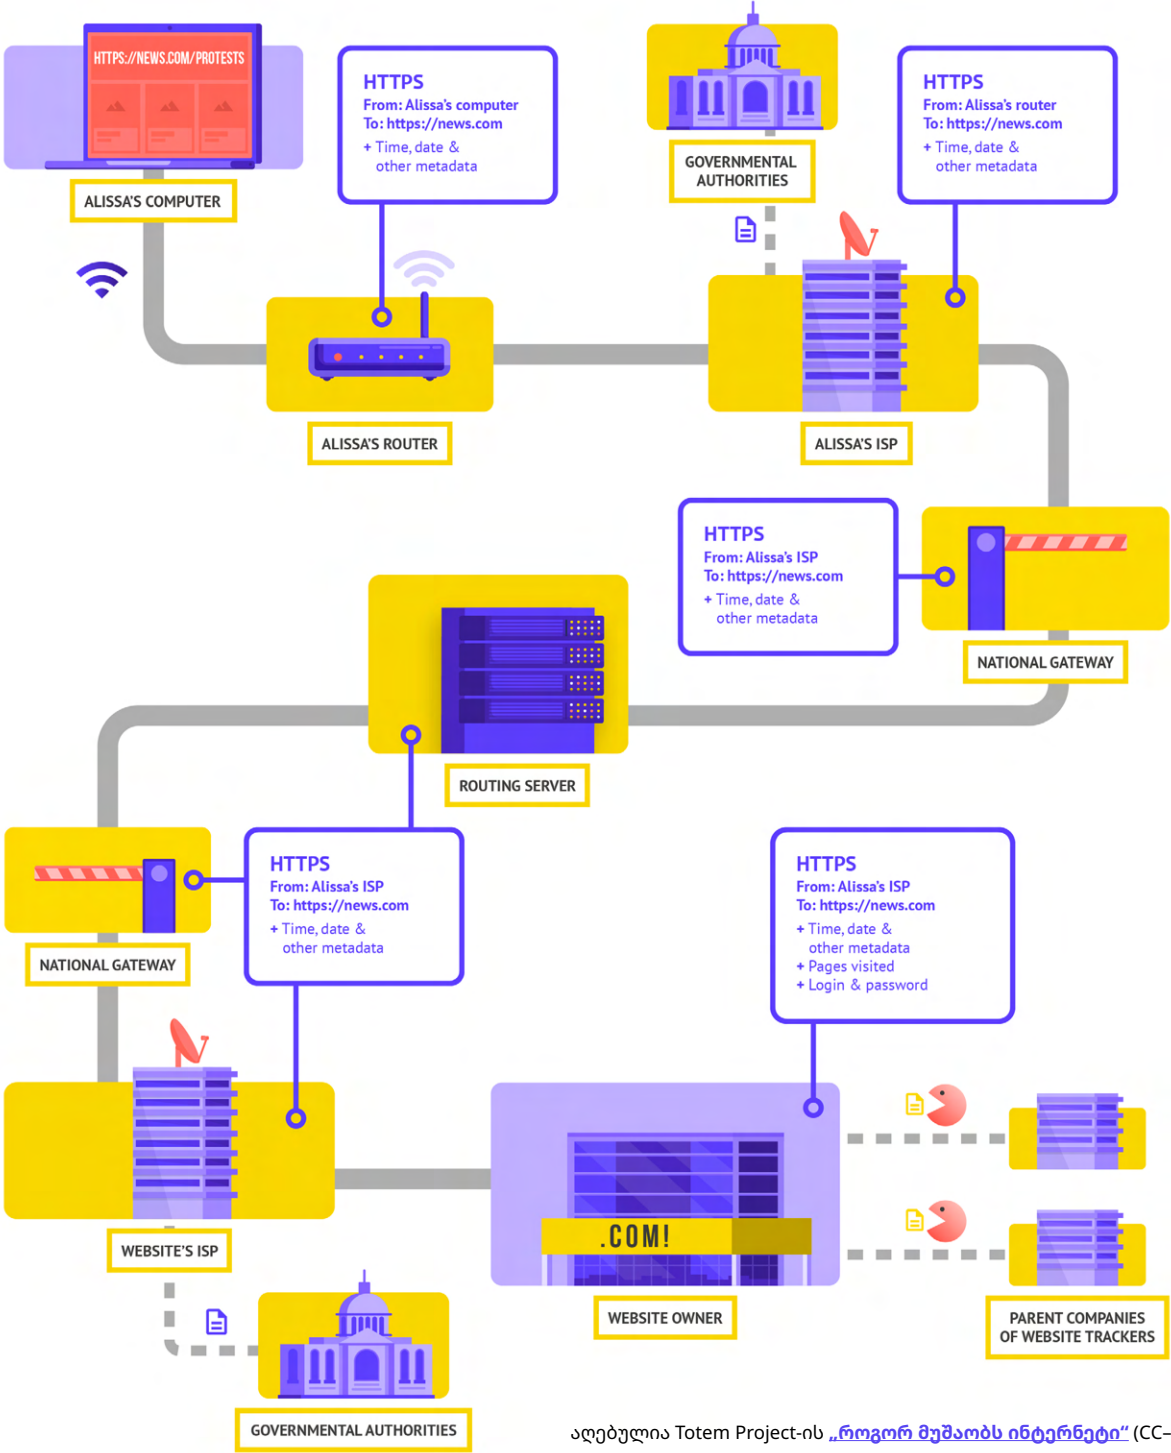 HTTPS://NEWS.COM/PROTESTS
ALISSA'S COMPUTER
HTTPS
From: Alissa's computer
To: https://news.com
+ Time, date &
other metadata
GOVERNMENTAL
AUTHORITIES
HTTPS
From: Alissa's router
To: https://news.com
+ Time, date &
other metadata
ALISSA'S ROUTER
ALISSA'S ISP
HTTPS
From: Alissa's ISP
To: https://news.com
+ Time, date &
other metadata
NATIONAL GATEWAY
ROUTING SERVER
HTTPS
From: Alissa's ISP
To: https://news.com
+ Time, date &
other metadata
NATIONAL GATEWAY
HTTPS
From: Alissa's ISP
To: https://news.com
+ Time, date &
other metadata
+ Pages visited
+ Login & password
.COM!
WEBSITE'S ISP
WEBSITE OWNER
PARENT COMPANIES
OF WEBSITE TRACKERS
GOVERNMENTAL AUTHORITIES
აღებულია Totem Project-ის „როგორ მუშაობს ინტერნეტი“ (CC–